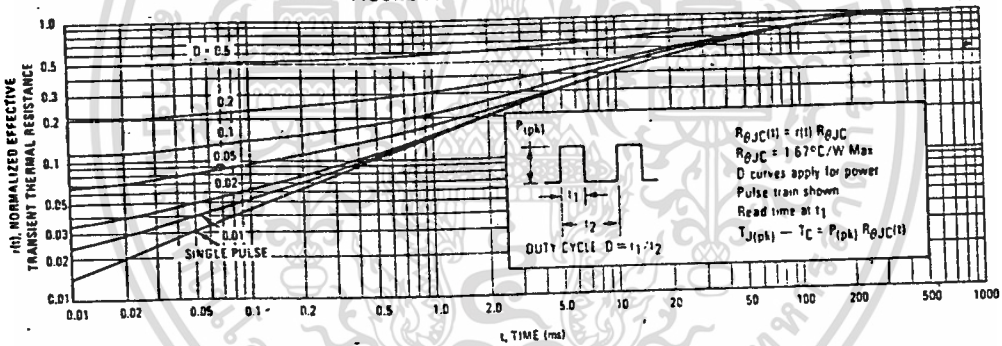 1.0
0.5
0.3
0.2
0.1
0.05
0.03
0.02
0.01
r(t), NORMALIZED EFFECTIVE
TRANSIENT THERMAL RESISTANCE
D = 0.5
0.2
0.1
0.05
0.02
0.01
SINGLE PULSE
P(pk)
t1
t2
DUTY CYCLE, D = t1/t2
RθJC(t) = r(t) RθJC
RθJC = 1.67°C/W Max
D curves apply for power
Pulse train shown
Read time at t1
TJ(pk) — TC = P(pk) RθJC(t)
0.01 0.02 0.05 0.1 0.2 0.5 1.0 2.0 5.0 10 20 50 100 200 500 1000
t, TIME (ms)